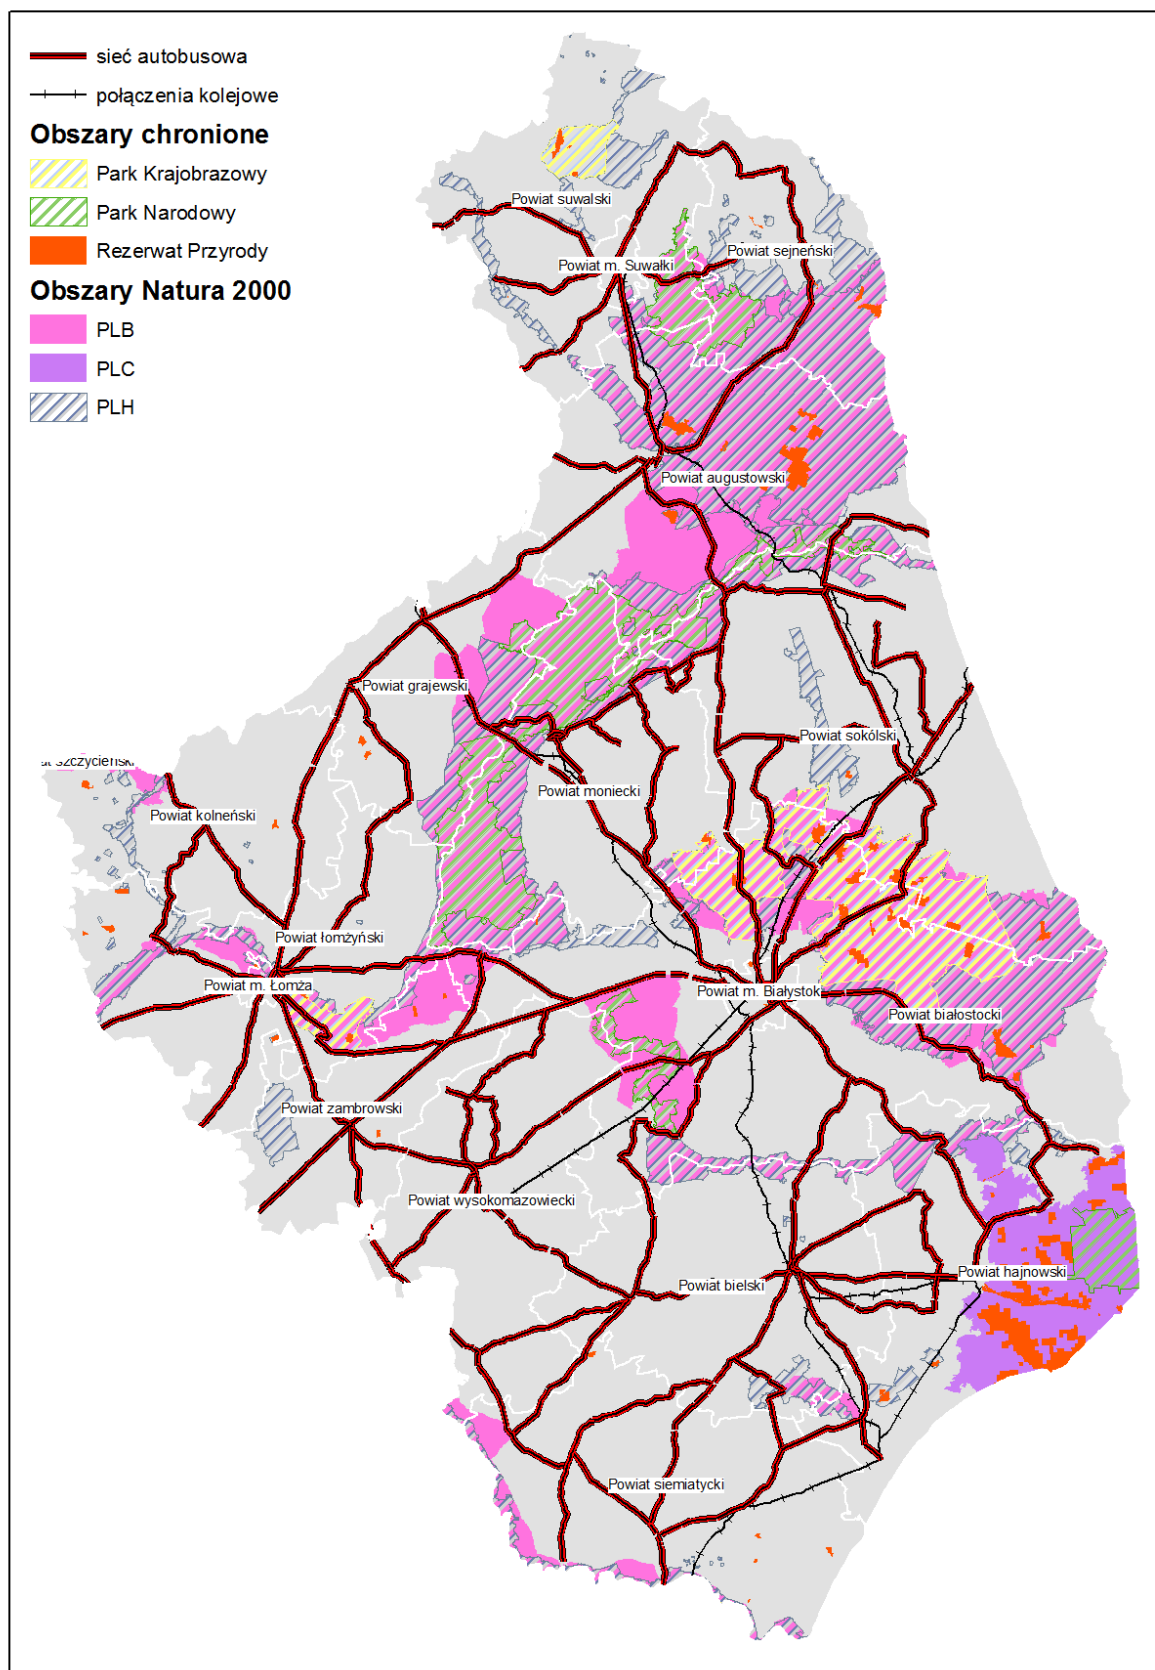 sieć autobusowa
połączenia kolejowe
Obszary chronione
Park Krajobrazowy
Park Narodowy
Rezerwat Przyrody
Obszary Natura 2000
PLB
PLC
PLH
Powiat suwalski
Powiat sejneński
Powiat m. Suwałki
Powiat augustowski
Powiat grajewski
Powiat sokólski
at szczycieński
Powiat moniecki
Powiat kolneński
Powiat łomżyński
Powiat m. Łomża
Powiat m. Białystok
Powiat białostocki
Powiat zambrowski
Powiat wysokomazowiecki
Powiat hajnowski
Powiat bielski
Powiat siemiatycki